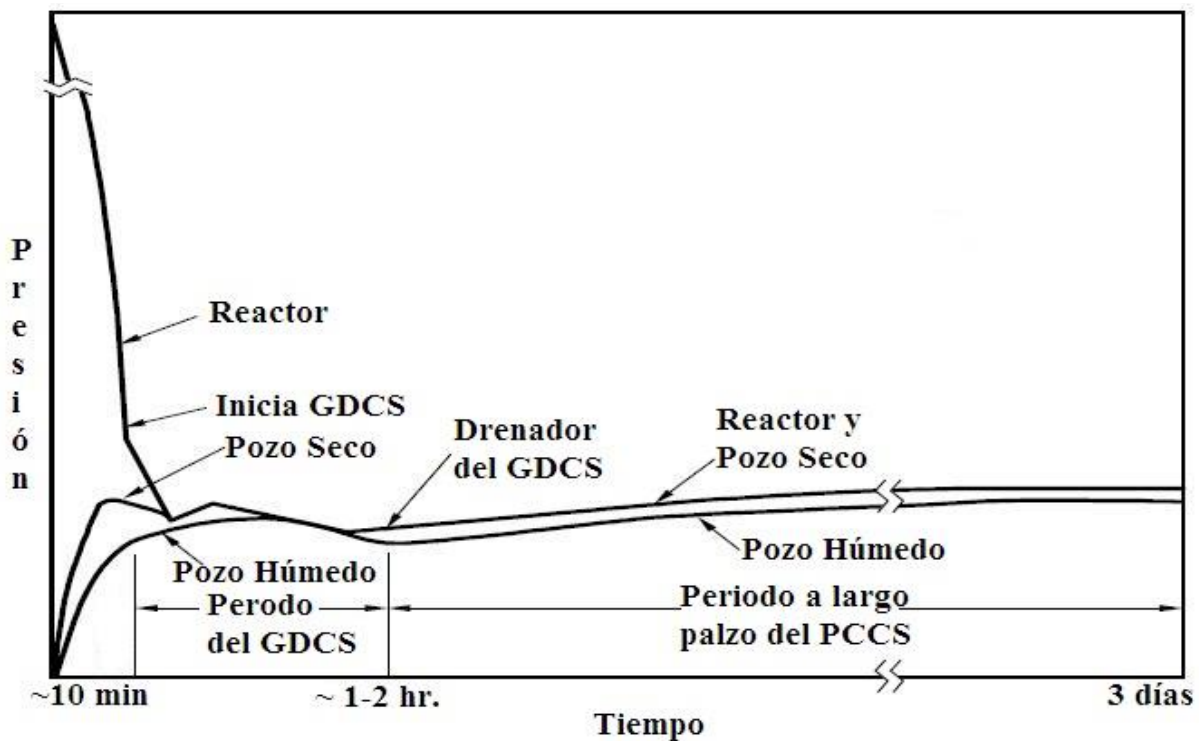 Presión
Reactor
Inicia GDCS
Pozo Seco
Drenador
del GDCS
Reactor y
Pozo Seco
Pozo Húmedo
Pozo Húmedo
Perodo
del GDCS
Periodo a largo
palzo del PCCS
~10 min
~ 1-2 hr.
3 días
Tiempo